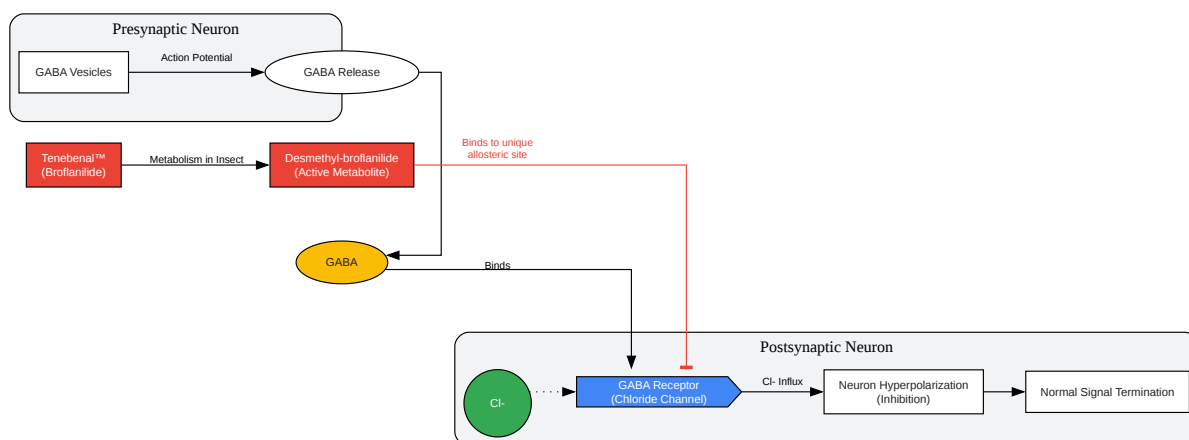 Presynaptic Neuron
GABA Vesicles
Action Potential
GABA Release
Tenebenal™
(Broflanilide)
Metabolism in Insect
Desmethyl-broflanilide
(Active Metabolite)
Binds to unique
allosteric site
GABA
Binds
Postsynaptic Neuron
Cl-
GABA Receptor
(Chloride Channel)
Cl- Influx
Neuron Hyperpolarization
(Inhibition)
Normal Signal Termination